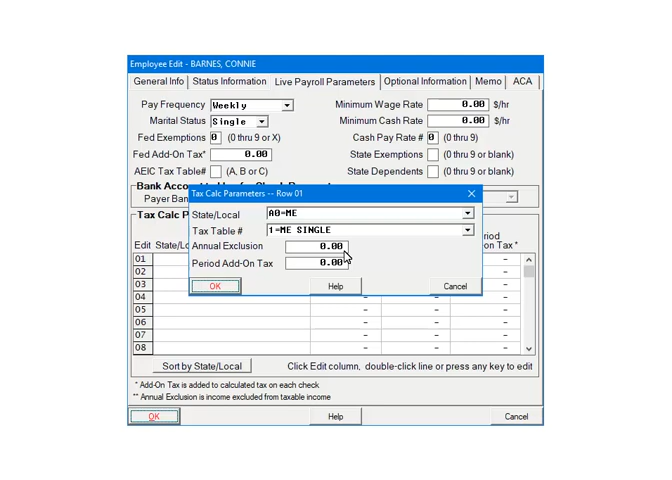 Employee Edit - BARNES, CONNIE
General Info Status Information Live Payroll Parameters Optional Information Memo ACA
Pay Frequency Weekly Minimum Wage Rate 0.00 $/hr
Marital Status Single Minimum Cash Rate 0.00 $/hr
Fed Exemptions 0 (0 thru 9 or X) Cash Pay Rate # 0 (0 thru 9)
Fed Add-On Tax* 0.00 State Exemptions (0 thru 9 or blank)
AEIC Tax Table# (A, B or C) State Dependents (0 thru 9 or blank)
Payer Ban
Tax Calc Parameters -- Row 01
State/Local A0=ME
Tax Table # 1=ME SINGLE
Annual Exclusion 0.00
Period Add-On Tax 0.00
OK Help Cancel
Tax Calc P
Edit State/Lo
on Tax *
01 –
02 –
03 –
04 – – –
05 – – –
06 – – –
07 – – –
08 – – –
Sort by State/Local Click Edit column, double-click line or press any key to edit
* Add-On Tax is added to calculated tax on each check
** Annual Exclusion is income excluded from taxable income
OK Help Cancel